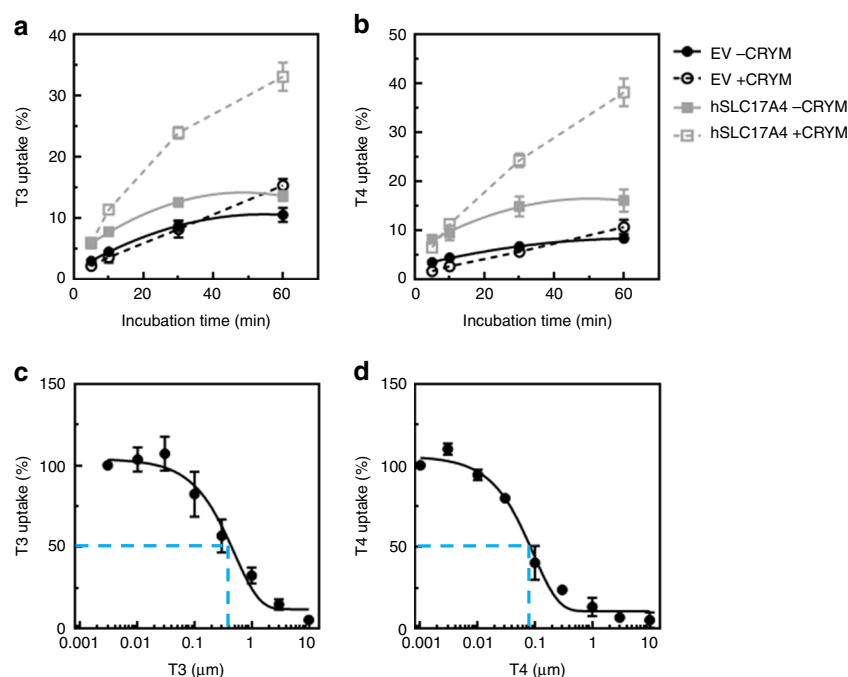 a
T3 uptake (%)
40
30
20
10
0
0 20 40 60
Incubation time (min)
b
T4 uptake (%)
50
40
30
20
10
0
0 20 40 60
Incubation time (min)
EV –CRYM
EV +CRYM
hSLC17A4 –CRYM
hSLC17A4 +CRYM
c
T3 uptake (%)
150
100
50
0
0.001 0.01 0.1 1 10
T3 (μm)
d
T4 uptake (%)
150
100
50
0
0.001 0.01 0.1 1 10
T4 (μm)